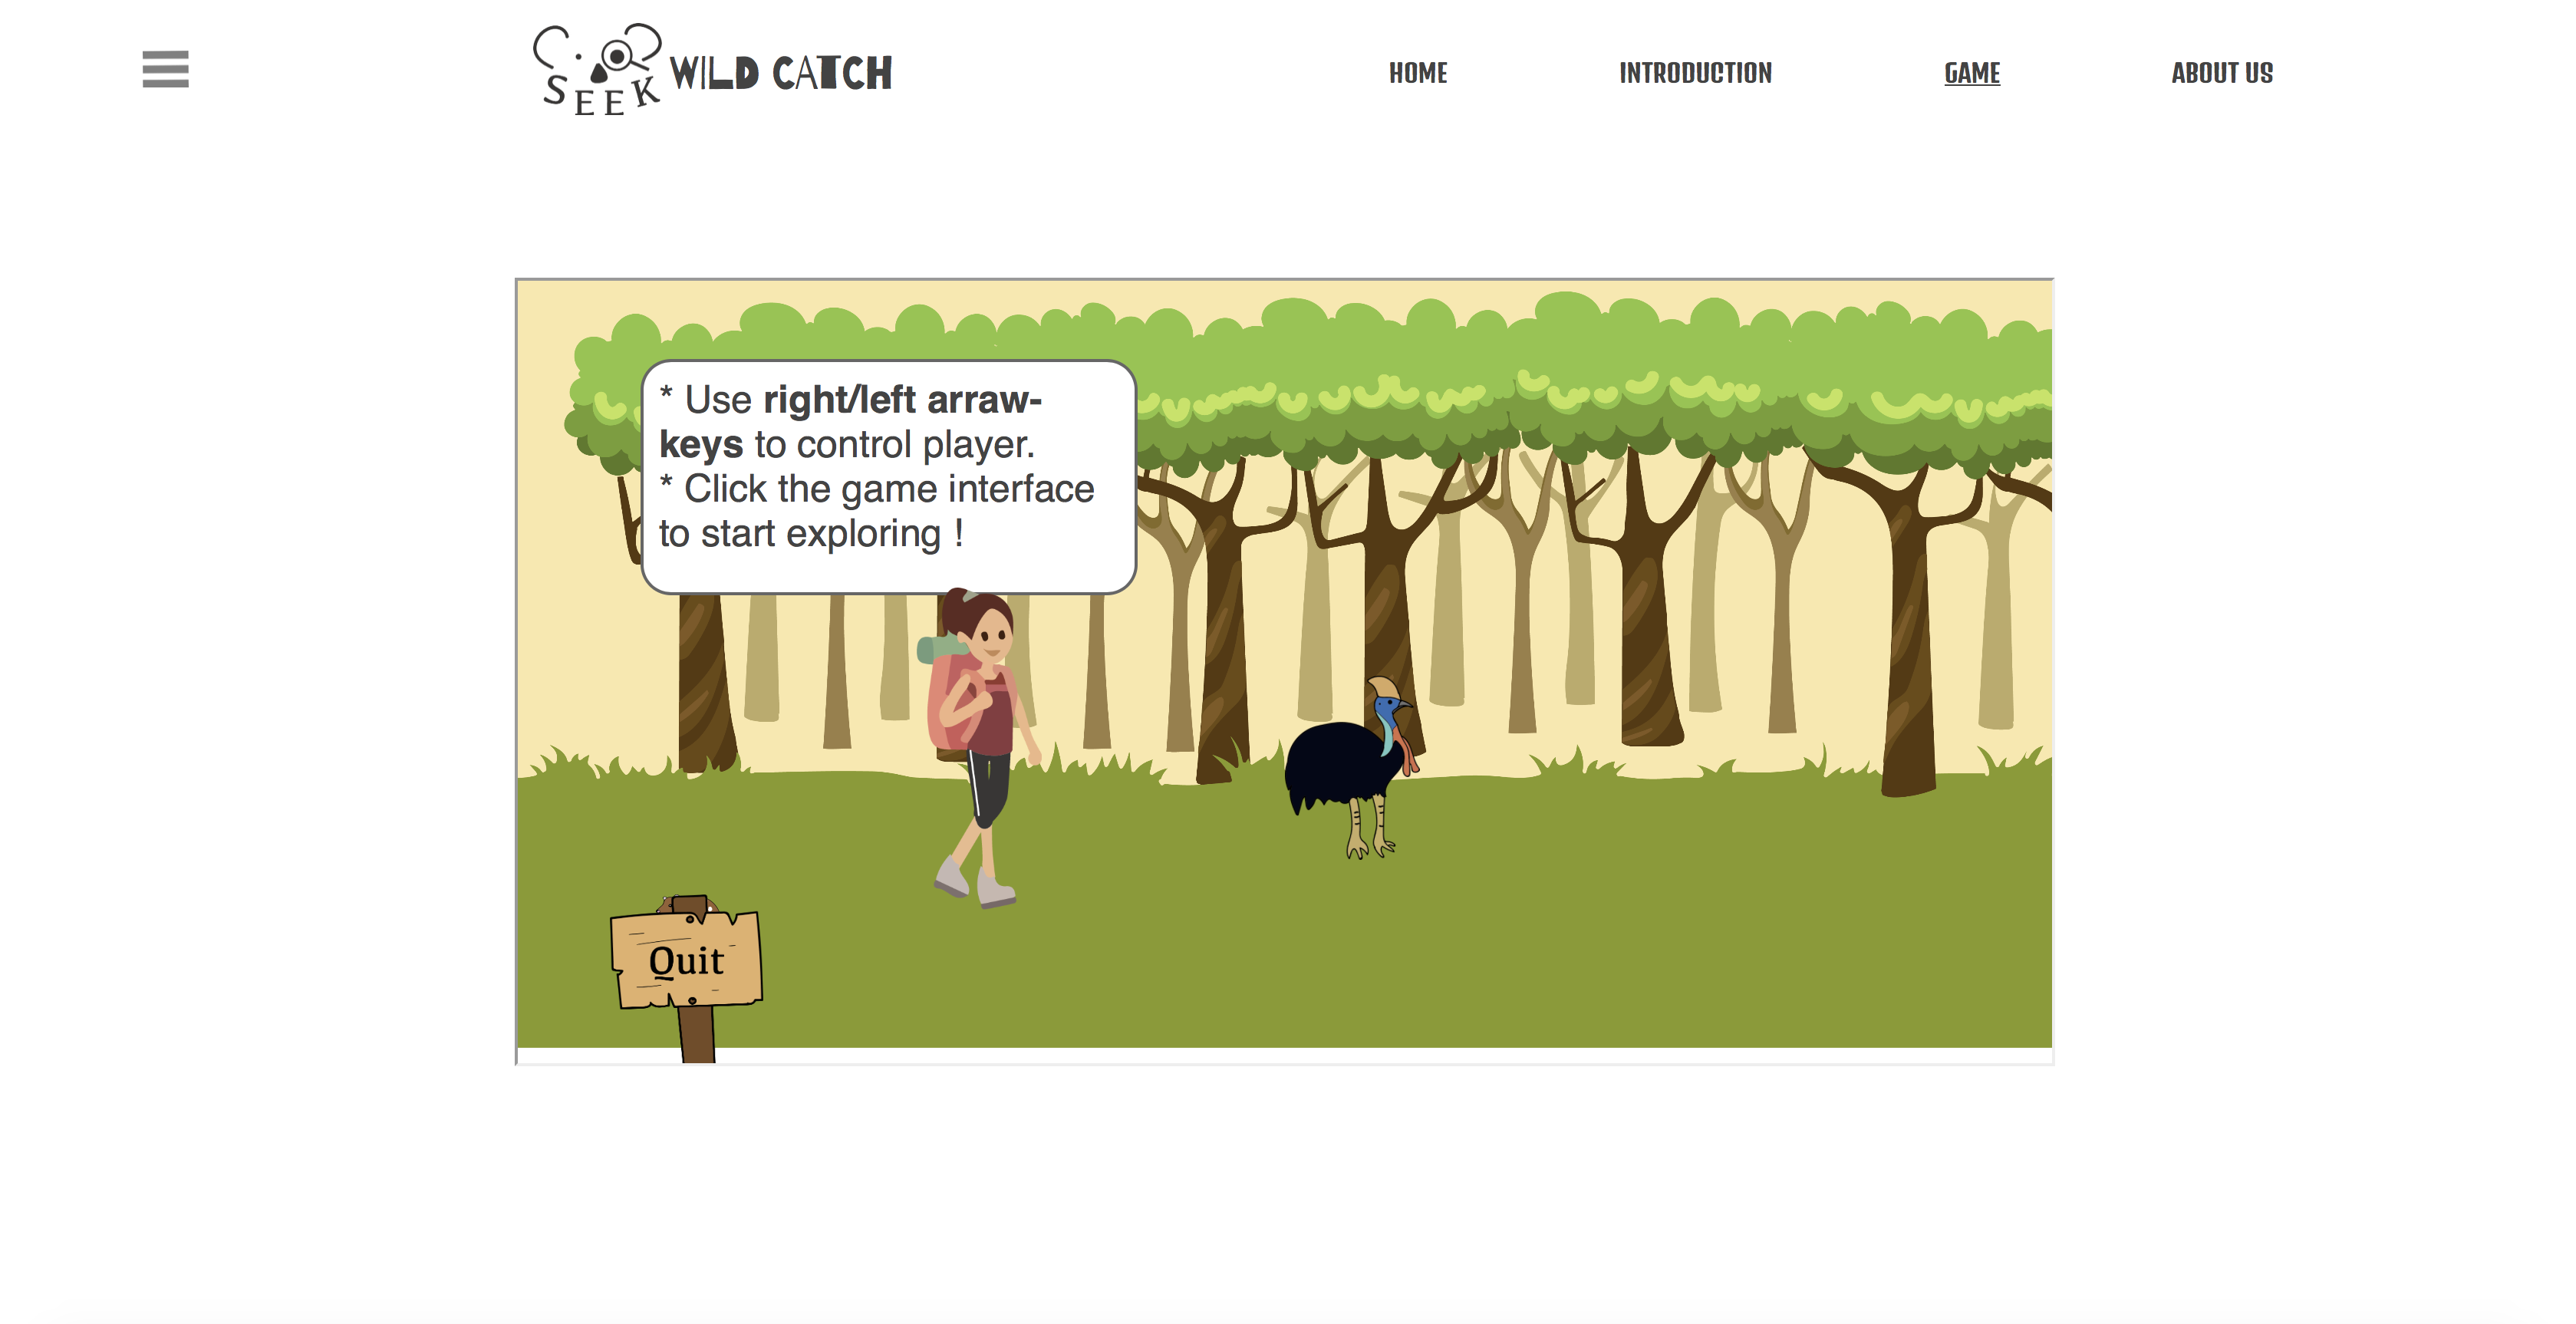 SEEK WILD CATCH
HOME INTRODUCTION GAME ABOUT US
* Use right/left arraw-
keys to control player.
* Click the game interface
to start exploring !
Quit